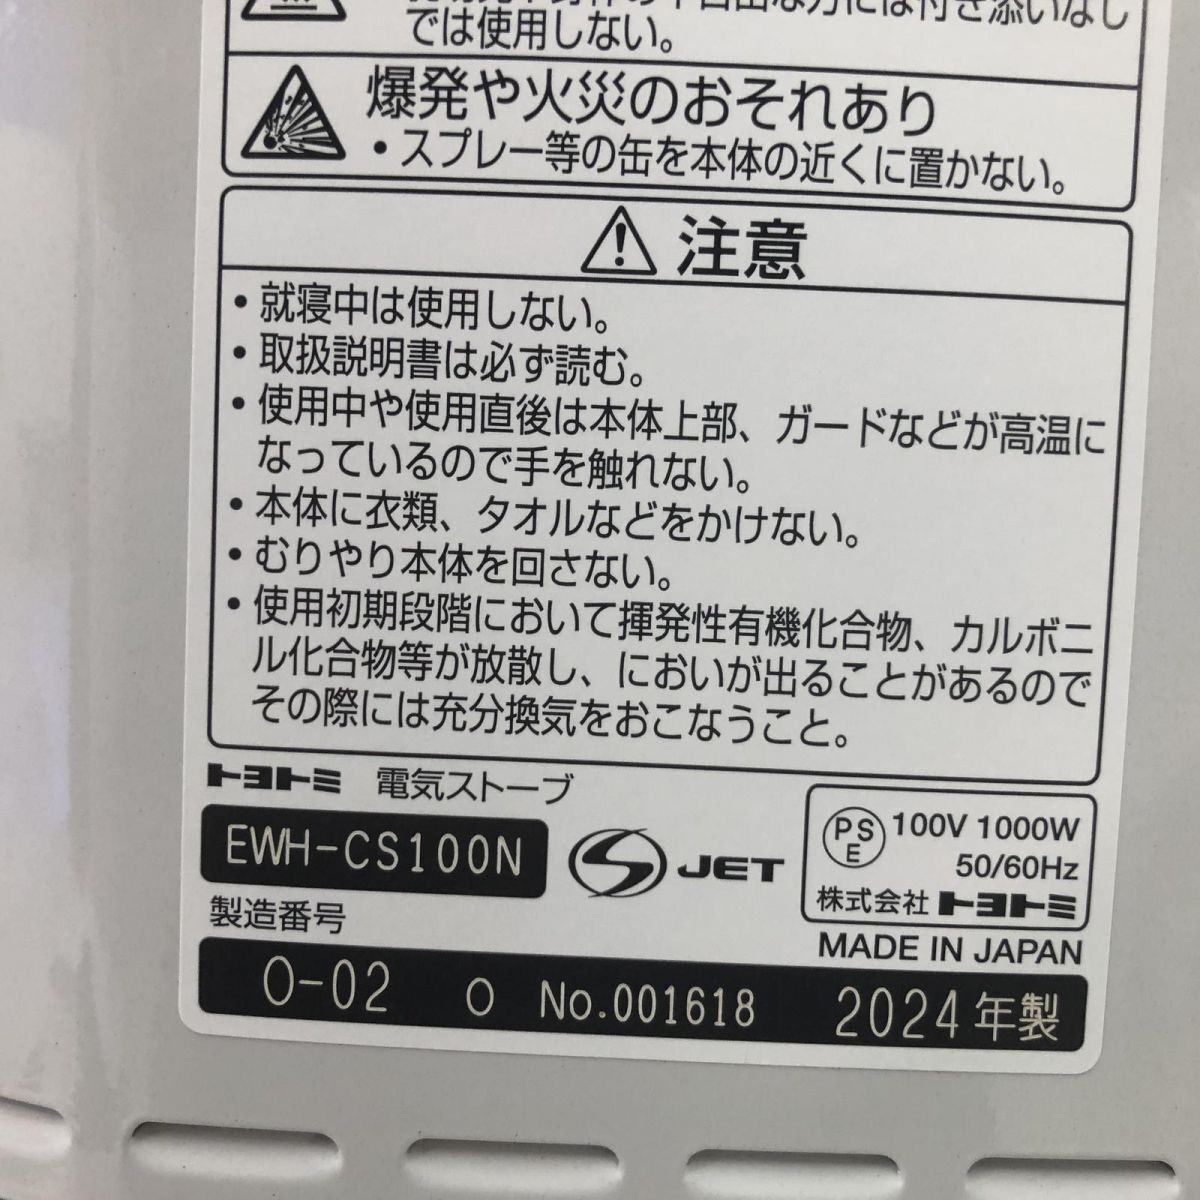 では使用しない。
爆発や火災のおそれあり
・スプレー等の缶を本体の近くに置かない。
注意
・就寝中は使用しない。
・取扱説明書は必ず読む。
・使用中や使用直後は本体上部、ガードなどが高温に
なっているので手を触れない。
・本体に衣類、タオルなどをかけない。
・むりやり本体を回さない。
・使用初期段階において揮発性有機化合物、カルボニ
ル化合物等が放散し、においが出ることがあるので
その際には充分換気をおこなうこと。
トヨトミ 電気ストーブ
EWH-CS100N
S JET
PSE 100V 1000W
50/60Hz
株式会社トヨトミ
製造番号
MADE IN JAPAN
O-02 O No.001618 2024年製